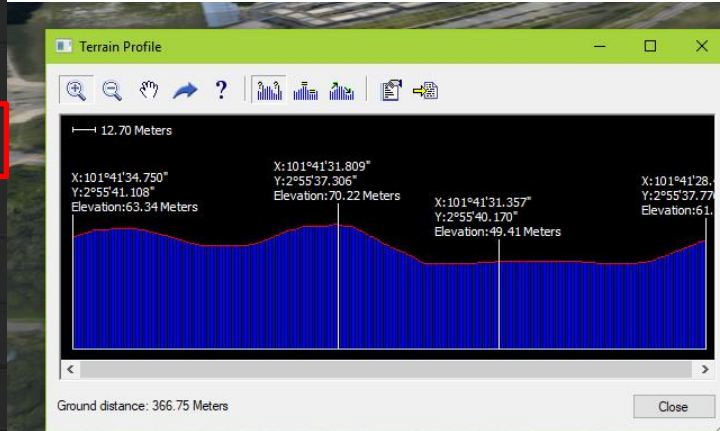 Terrain Profile
?
12.70 Meters
X:101°41'34.750"
Y:2°55'41.108"
Elevation:63.34 Meters
X:101°41'31.809"
Y:2°55'37.306"
Elevation:70.22 Meters
X:101°41'31.357"
Y:2°55'40.170"
Elevation:49.41 Meters
X:101°41'28.
Y:2°55'37.77
Elevation:61.
Ground distance: 366.75 Meters
Close